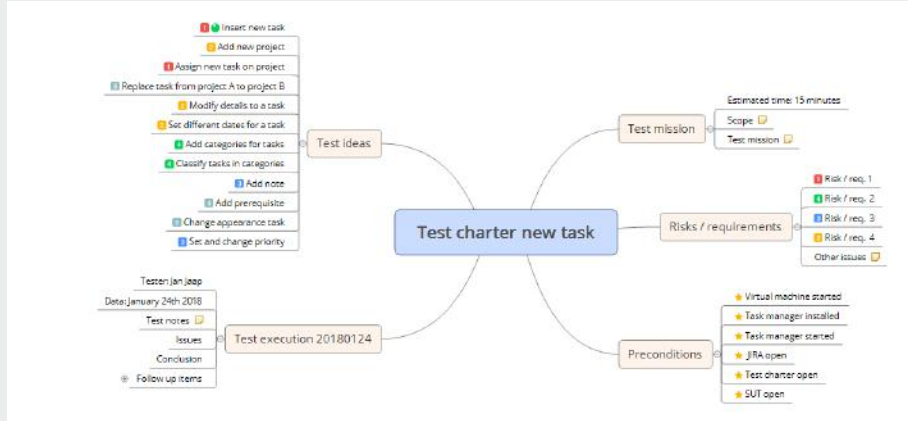 Insert new task
Add new project
Assign new task on project
Replace task from project A to project B
Modify details to a task
Set different dates for a task
Add categories for tasks
Classify tasks in categories
Add note
Add prerequisite
Change appearance task
Set and change priority
Test ideas
Tester: Jan Jaap
Data: January 24th 2018
Test notes
Issues
Conclusion
Follow up items
Test execution 20180124
Test charter new task
Test mission
Estimated time: 15 minutes
Scope
Test mission
Risks / requirements
Risk / req. 1
Risk / req. 2
Risk / req. 3
Risk / req. 4
Other issues
Preconditions
Virtual machine started
Task manager installed
Task manager started
JIRA open
Test charter open
SUT open